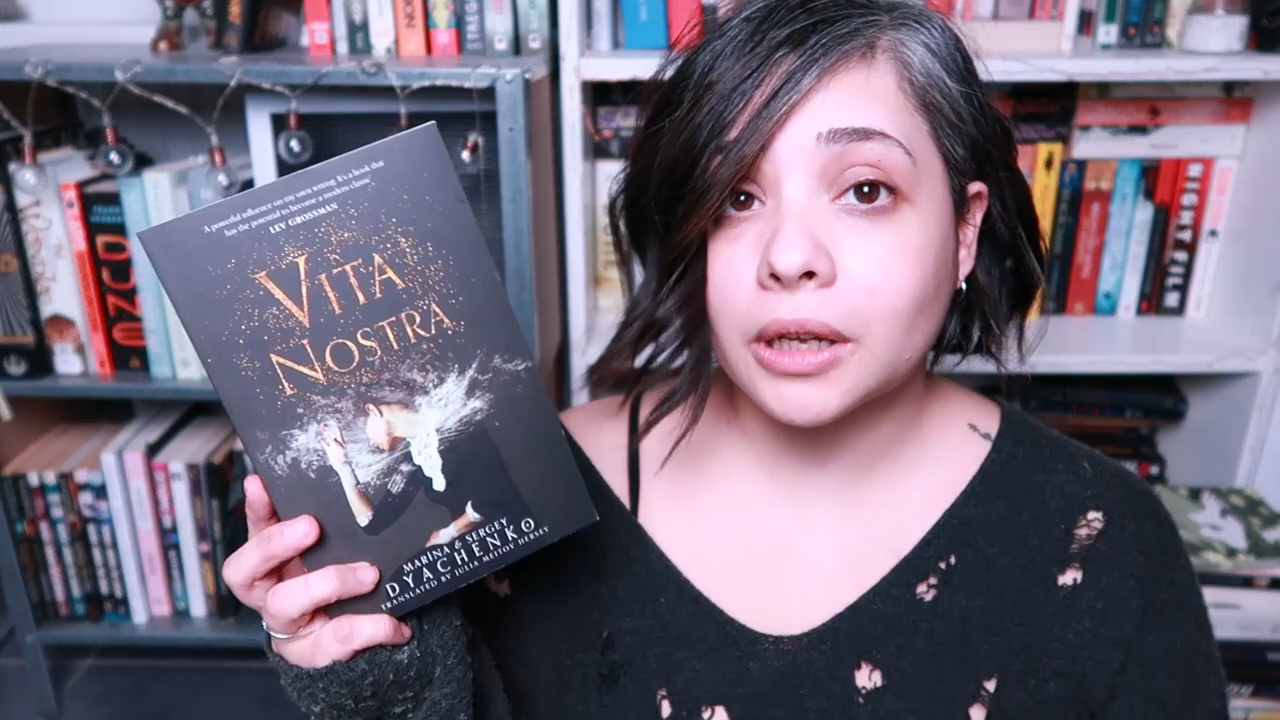 'A powerful influence on my own writing. It's a book that
has the potential to become a modern classic'
LEV GROSSMAN
VITA
NOSTRA
MARINA & SERGEY
DYACHENKO
TRANSLATED BY JULIA MEITOV HERSEY
DUNE
NIGHT FILM